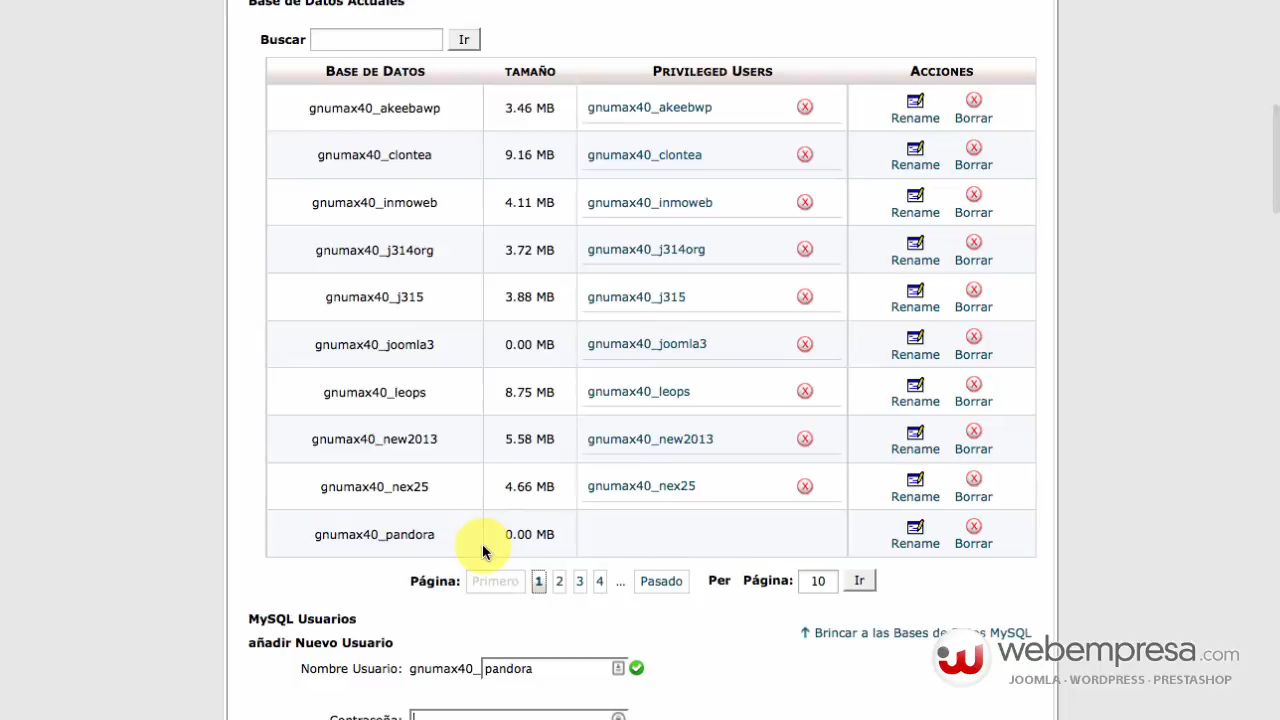 Base de Datos Actuales
Buscar Ir
BASE DE DATOS TAMAÑO PRIVILEGED USERS ACCIONES
gnumax40_akeebawp 3.46 MB gnumax40_akeebwp Rename Borrar
gnumax40_clontea 9.16 MB gnumax40_clontea Rename Borrar
gnumax40_inmoweb 4.11 MB gnumax40_inmoweb Rename Borrar
gnumax40_j314org 3.72 MB gnumax40_j314org Rename Borrar
gnumax40_j315 3.88 MB gnumax40_j315 Rename Borrar
gnumax40_joomla3 0.00 MB gnumax40_joomla3 Rename Borrar
gnumax40_leops 8.75 MB gnumax40_leops Rename Borrar
gnumax40_new2013 5.58 MB gnumax40_new2013 Rename Borrar
gnumax40_nex25 4.66 MB gnumax40_nex25 Rename Borrar
gnumax40_pandora 0.00 MB Rename Borrar
Página: Primero 1 2 3 4 ... Pasado Per Página: 10 Ir
MySQL Usuarios
↑ Brincar a las Bases de MySQL
añadir Nuevo Usuario
Nombre Usuario: gnumax40_ pandora
Contraseña:
webempresa.com
JOOMLA · WORDPRESS · PRESTASHOP